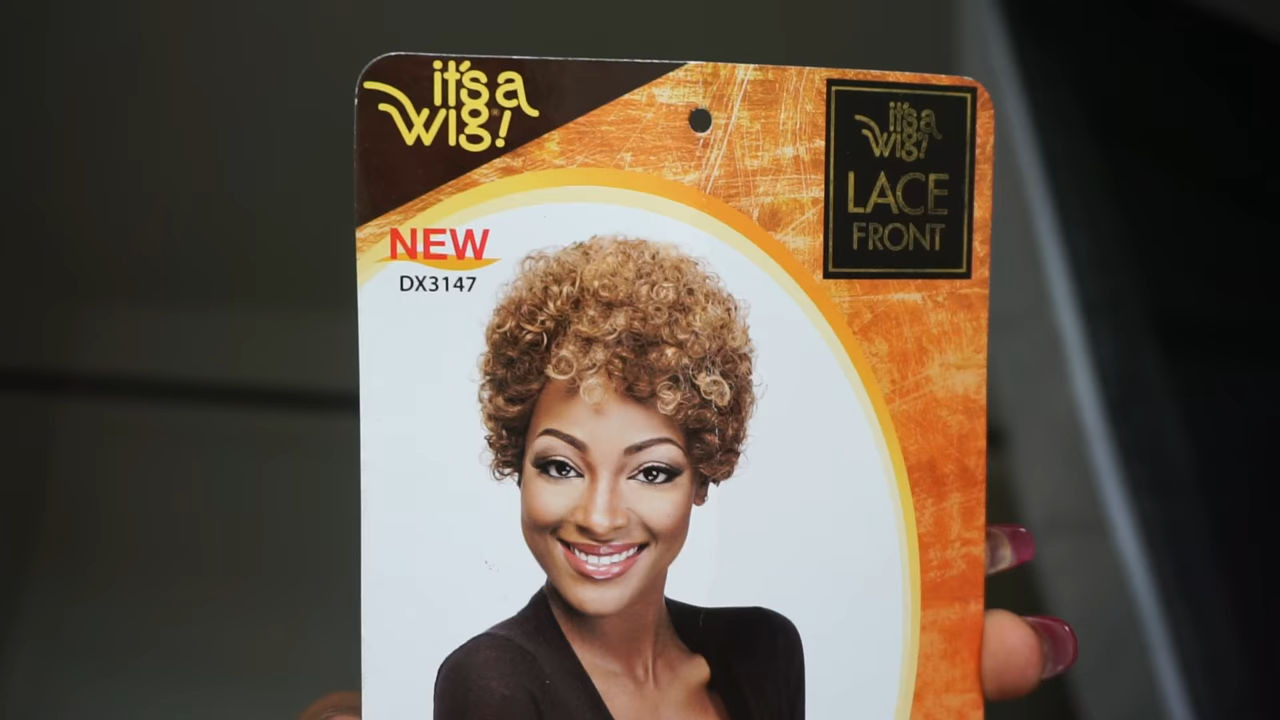 it's a
wig!
it's a
wig!
LACE
FRONT
NEW
DX3147